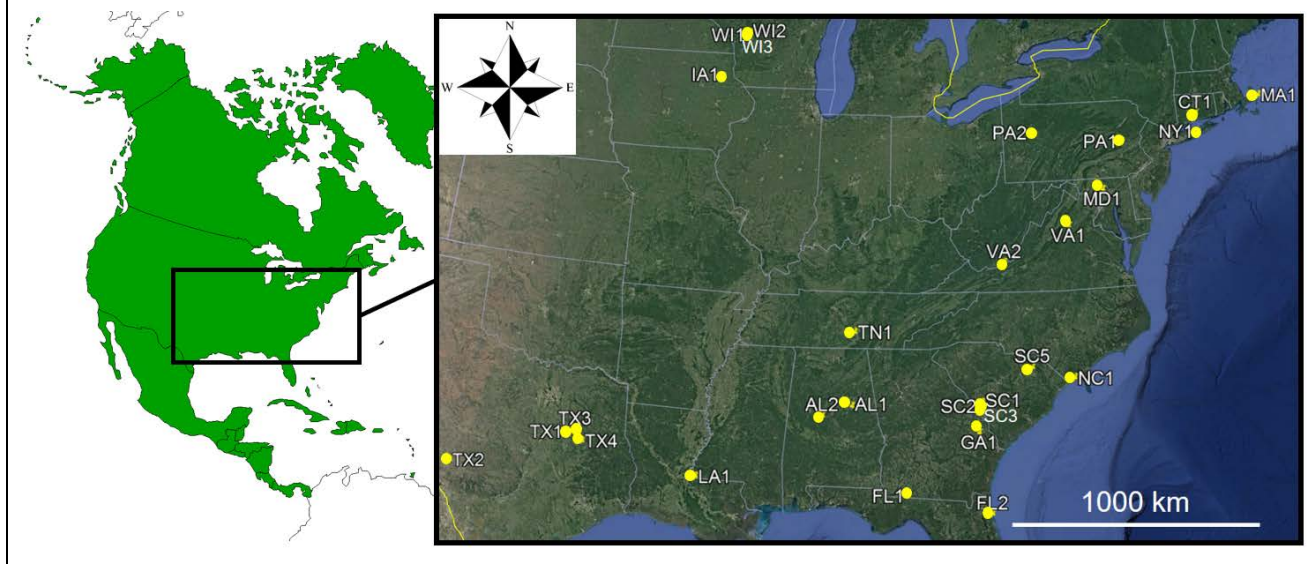 N
W E
S
WI1 WI2
WI3
IA1
MA1
CT1
NY1
PA2
PA1
MD1
VA1
VA2
TN1
SC5
NC1
AL2 AL1
SC2 SC1
SC3
GA1
TX3
TX1
TX4
TX2
LA1
FL1
FL2
1000 km